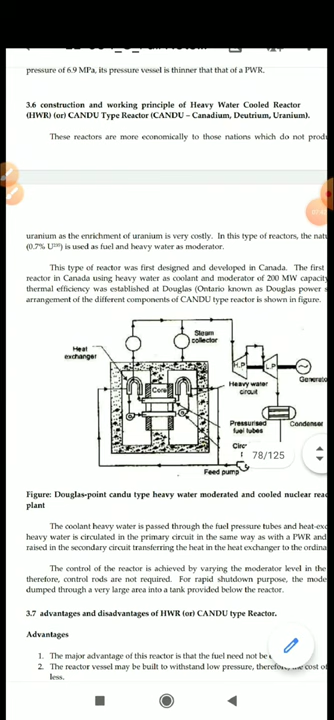 pressure of 6.9 MPa, its pressure vessel is thinner that that of a PWR.
3.6 construction and working principle of Heavy Water Cooled Reactor
(HWR) (or) CANDU Type Reactor (CANDU – Canadium, Deutrium, Uranium).
These reactors are more economically to those nations which do not produ
uranium as the enrichment of uranium is very costly. In this type of reactors, the natu
(0.7% U235) is used as fuel and heavy water as moderator.
This type of reactor was first designed and developed in Canada. The first
reactor in Canada using heavy water as coolant and moderator of 200 MW capacity
thermal efficiency was established at Douglas (Ontario known as Douglas power s
arrangement of the different components of CANDU type reactor is shown in figure.
Steam
collector
Heat
exchanger
H.P
L.P
Core
Generato
Heavy water
circuit
Pressurised
fuel tubes
Condenser
Circ
78/125
Feed pump
Figure: Douglas-point candu type heavy water moderated and cooled nuclear reac
plant
The coolant heavy water is passed through the fuel pressure tubes and heat-exc
heavy water is circulated in the primary circuit in the same way as with a PWR and
raised in the secondary circuit transferring the heat in the heat exchanger to the ordina
The control of the reactor is achieved by varying the moderator level in the
therefore, control rods are not required. For rapid shutdown purpose, the mode
dumped through a very large area into a tank provided below the reactor.
3.7 advantages and disadvantages of HWR (or) CANDU type Reactor.
Advantages
1. The major advantage of this reactor is that the fuel need not be
2. The reactor vessel may be built to withstand low pressure, therefo cost of
less.